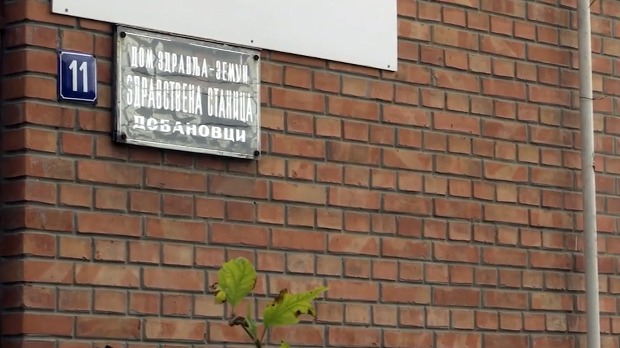 11
ДОМ ЗДРАВЉА-ЗЕМУН
ЗДРАВСТВЕНА СТАНИЦА
ДОБАНОВЦИ